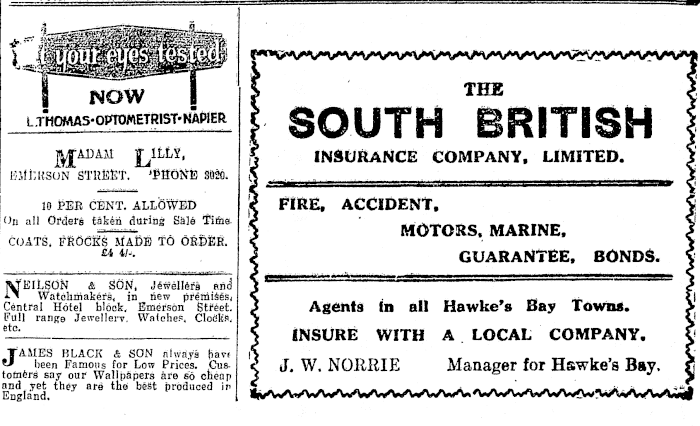 your eyes tested
NOW
L. THOMAS · OPTOMETRIST · NAPIER
MADAM LILLY,
EMERSON STREET. 'PHONE 3020.
10 PER CENT. ALLOWED
On all Orders taken during Sale Time.
COATS, FROCKS MADE TO ORDER.
£4 4/-.
NEILSON & SON, Jewellers and
Watchmakers, in new premises,
Central Hotel block, Emerson Street.
Full range Jewellery, Watches, Clocks,
etc.
JAMES BLACK & SON always have
been Famous for Low Prices. Cus-
tomers say our Wallpapers are so cheap
and yet they are the best produced in
England.
THE
SOUTH BRITISH
INSURANCE COMPANY, LIMITED.
FIRE, ACCIDENT,
MOTORS, MARINE,
GUARANTEE, BONDS.
Agents in all Hawke's Bay Towns.
INSURE WITH A LOCAL COMPANY.
J. W. NORRIE Manager for Hawke's Bay.